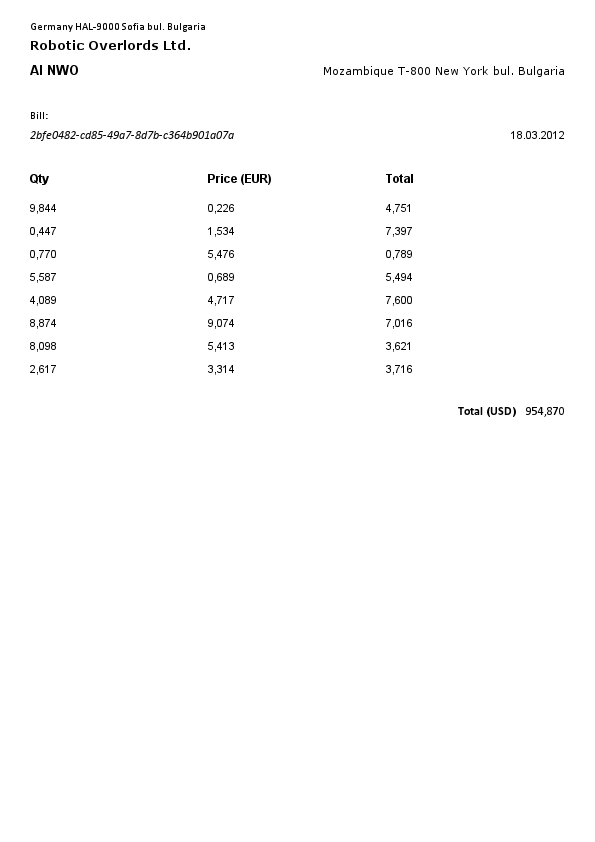 Germany HAL-9000 Sofia bul. Bulgaria
Robotic Overlords Ltd.
AI NWO Mozambique T-800 New York bul. Bulgaria
Bill:
2bfe0482-cd85-49a7-8d7b-c364b901a07a 18.03.2012
Qty Price (EUR) Total
9,844 0,226 4,751
0,447 1,534 7,397
0,770 5,476 0,789
5,587 0,689 5,494
4,089 4,717 7,600
8,874 9,074 7,016
8,098 5,413 3,621
2,617 3,314 3,716
Total (USD) 954,870